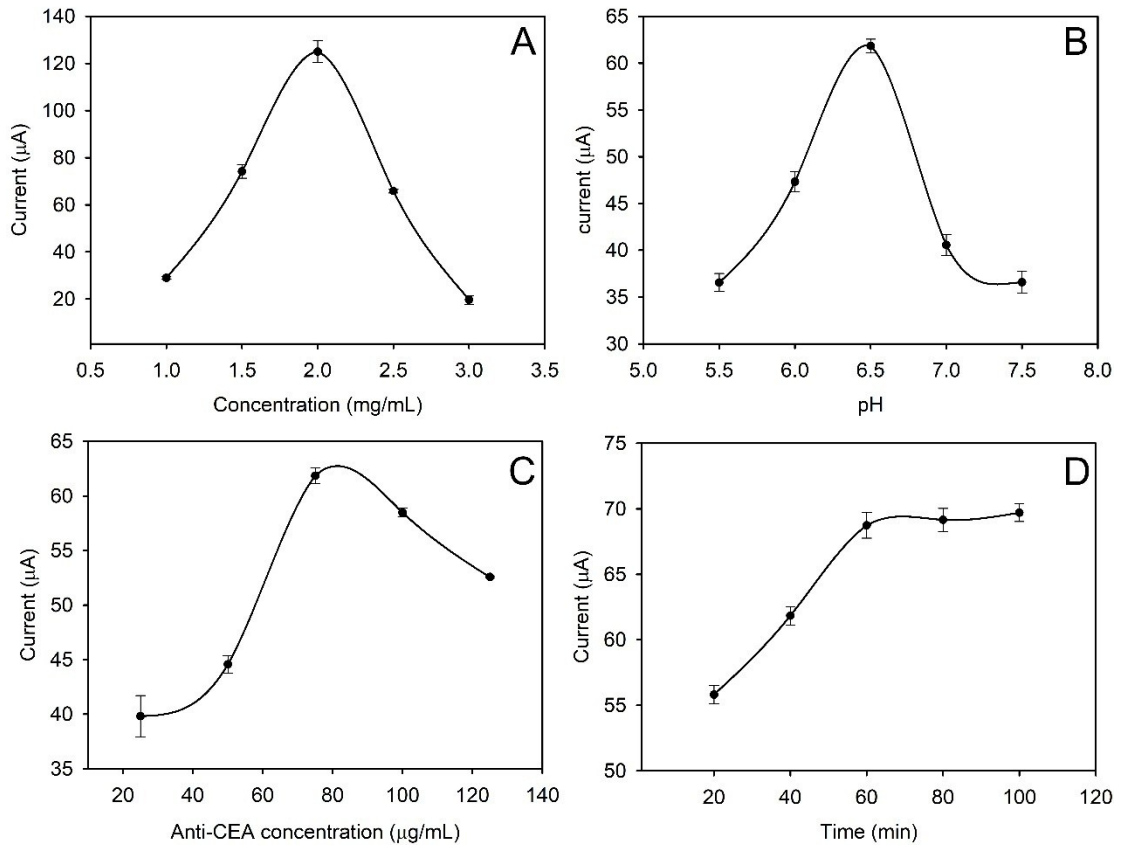 A
Current (μA)
140
120
100
80
60
40
20
0.5 1.0 1.5 2.0 2.5 3.0 3.5
Concentration (mg/mL)
B
current (μA)
65
60
55
50
45
40
35
30
5.0 5.5 6.0 6.5 7.0 7.5 8.0
pH
C
Current (μA)
65
60
55
50
45
40
35
20 40 60 80 100 120 140
Anti-CEA concentration (μg/mL)
D
Current (μA)
75
70
65
60
55
50
20 40 60 80 100 120
Time (min)